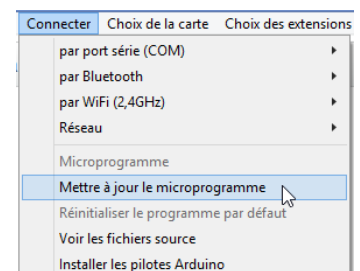 Connecter Choix de la carte Choix des extensions
par port série (COM)
par Bluetooth
par WiFi (2,4GHz)
Réseau
Microprogramme
Mettre à jour le microprogramme
Réinitialiser le programme par défaut
Voir les fichiers source
Installer les pilotes Arduino